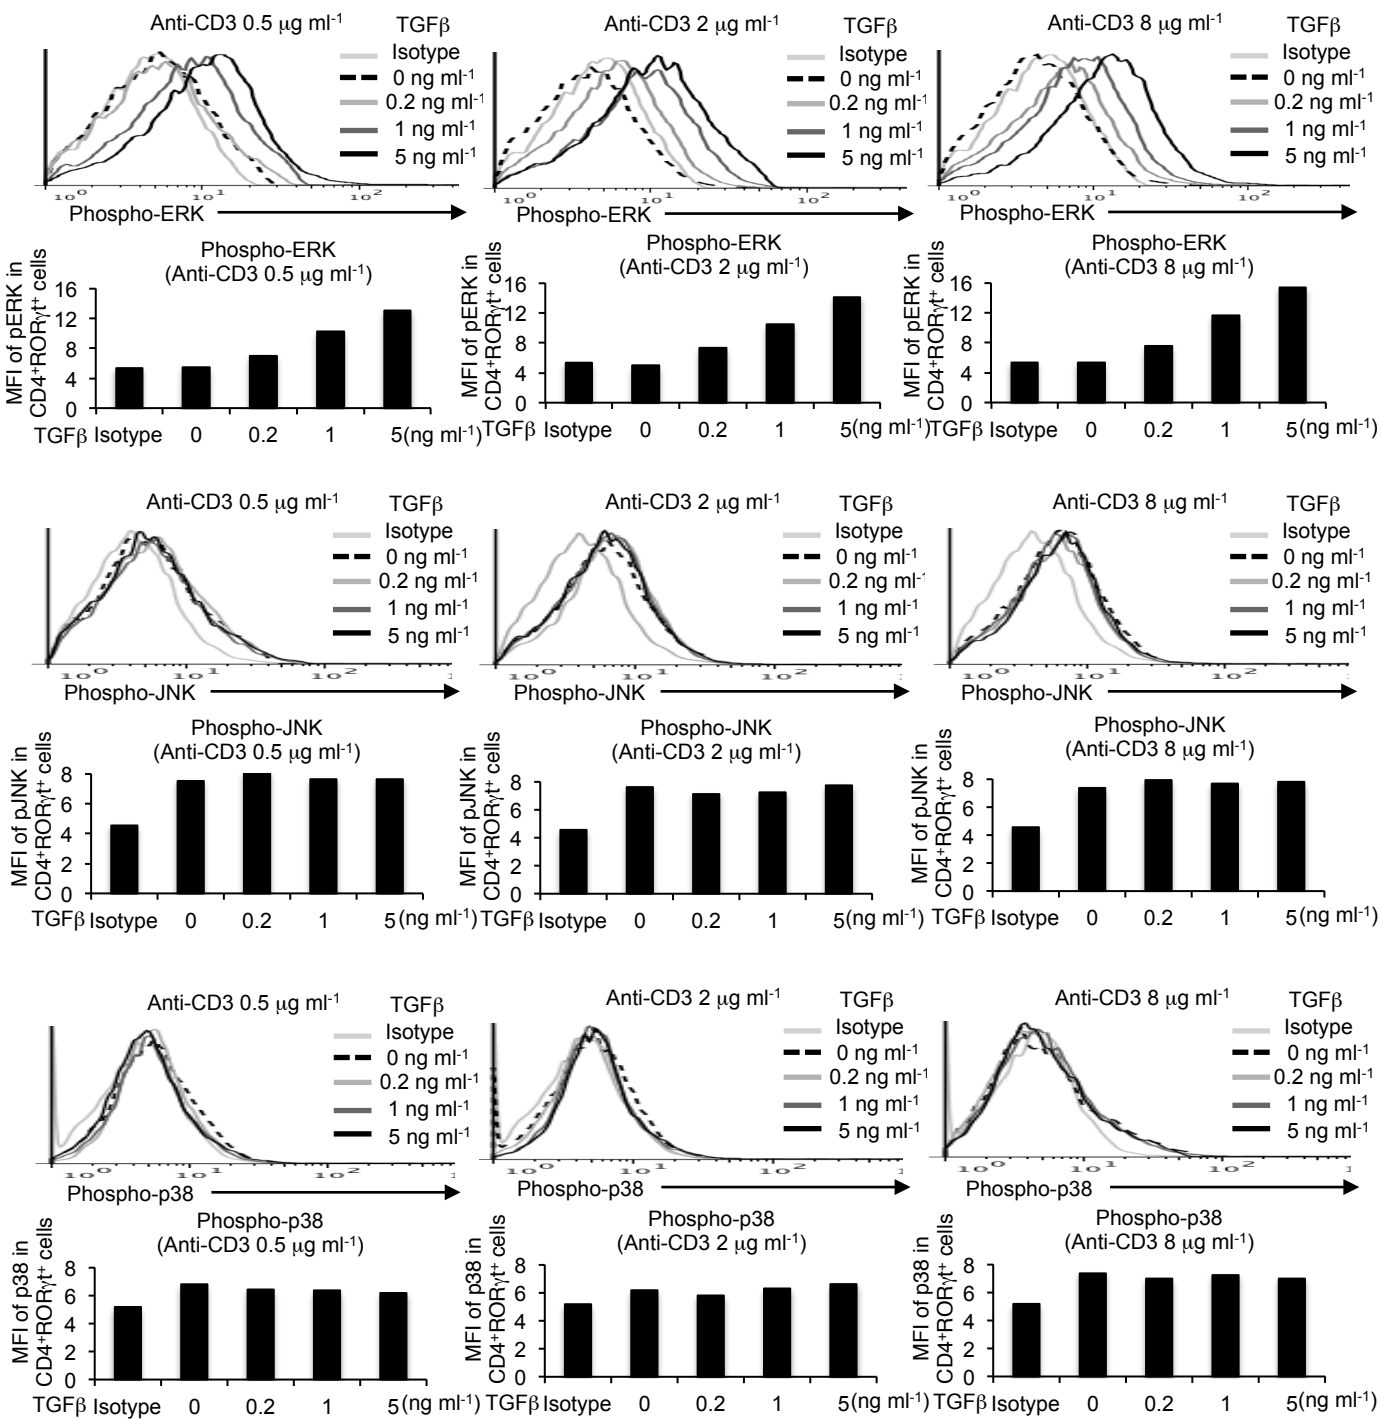 Anti-CD3 0.5 μg ml-1 TGFβ
Isotype
0 ng ml-1
0.2 ng ml-1
1 ng ml-1
5 ng ml-1
10⁰ 10¹ 10²
Phospho-ERK
Anti-CD3 2 μg ml-1 TGFβ
Isotype
0 ng ml-1
0.2 ng ml-1
1 ng ml-1
5 ng ml-1
10⁰ 10¹ 10²
Phospho-ERK
Anti-CD3 8 μg ml-1 TGFβ
Isotype
0 ng ml-1
0.2 ng ml-1
1 ng ml-1
5 ng ml-1
10⁰ 10¹ 10²
Phospho-ERK
Phospho-ERK
(Anti-CD3 0.5 μg ml-1)
MFI of pERK in
CD4+RORγt+ cells
16
12
8
4
0
TGFβ Isotype 0 0.2 1 5 (ng ml-1)
Phospho-ERK
(Anti-CD3 2 μg ml-1)
MFI of pERK in
CD4+RORγt+ cells
16
12
8
4
0
TGFβ Isotype 0 0.2 1 5 (ng ml-1)
Phospho-ERK
(Anti-CD3 8 μg ml-1)
MFI of pERK in
CD4+RORγt+ cells
16
12
8
4
0
TGFβ Isotype 0 0.2 1 5 (ng ml-1)
Anti-CD3 0.5 μg ml-1 TGFβ
Isotype
0 ng ml-1
0.2 ng ml-1
1 ng ml-1
5 ng ml-1
10⁰ 10¹ 10²
Phospho-JNK
Anti-CD3 2 μg ml-1 TGFβ
Isotype
0 ng ml-1
0.2 ng ml-1
1 ng ml-1
5 ng ml-1
10⁰ 10¹ 10²
Phospho-JNK
Anti-CD3 8 μg ml-1 TGFβ
Isotype
0 ng ml-1
0.2 ng ml-1
1 ng ml-1
5 ng ml-1
10⁰ 10¹ 10²
Phospho-JNK
Phospho-JNK
(Anti-CD3 0.5 μg ml-1)
MFI of pJNK in
CD4+RORγt+ cells
8
6
4
2
0
TGFβ Isotype 0 0.2 1 5 (ng ml-1)
Phospho-JNK
(Anti-CD3 2 μg ml-1)
MFI of pJNK in
CD4+RORγt+ cells
8
6
4
2
0
TGFβ Isotype 0 0.2 1 5 (ng ml-1)
Phospho-JNK
(Anti-CD3 8 μg ml-1)
MFI of pJNK in
CD4+RORγt+ cells
8
6
4
2
0
TGFβ Isotype 0 0.2 1 5 (ng ml-1)
Anti-CD3 0.5 μg ml-1 TGFβ
Isotype
0 ng ml-1
0.2 ng ml-1
1 ng ml-1
5 ng ml-1
10⁰ 10¹ 10²
Phospho-p38
Anti-CD3 2 μg ml-1 TGFβ
Isotype
0 ng ml-1
0.2 ng ml-1
1 ng ml-1
5 ng ml-1
10⁰ 10¹ 10²
Phospho-p38
Anti-CD3 8 μg ml-1 TGFβ
Isotype
0 ng ml-1
0.2 ng ml-1
1 ng ml-1
5 ng ml-1
10⁰ 10¹ 10²
Phospho-p38
Phospho-p38
(Anti-CD3 0.5 μg ml-1)
MFI of p38 in
CD4+RORγt+ cells
8
6
4
2
0
TGFβ Isotype 0 0.2 1 5 (ng ml-1)
Phospho-p38
(Anti-CD3 2 μg ml-1)
MFI of p38 in
CD4+RORγt+ cells
8
6
4
2
0
TGFβ Isotype 0 0.2 1 5 (ng ml-1)
Phospho-p38
(Anti-CD3 8 μg ml-1)
MFI of p38 in
CD4+RORγt+ cells
8
6
4
2
0
TGFβ Isotype 0 0.2 1 5 (ng ml-1)